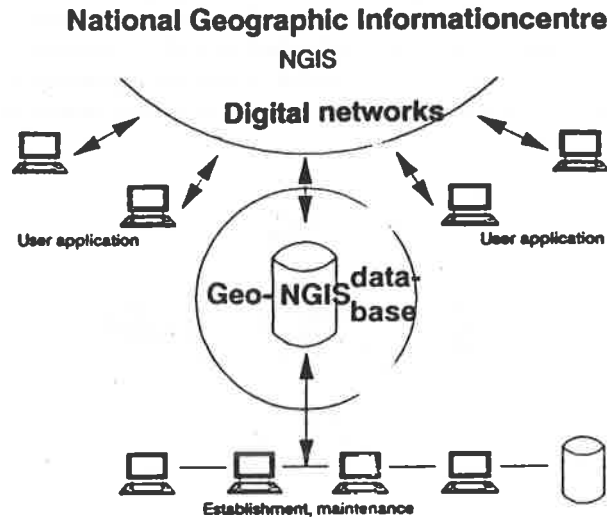 National Geographic Informationcentre
NGIS
Digital networks
User application
User application
Geo- NGIS data-
base
Establishment, maintenance